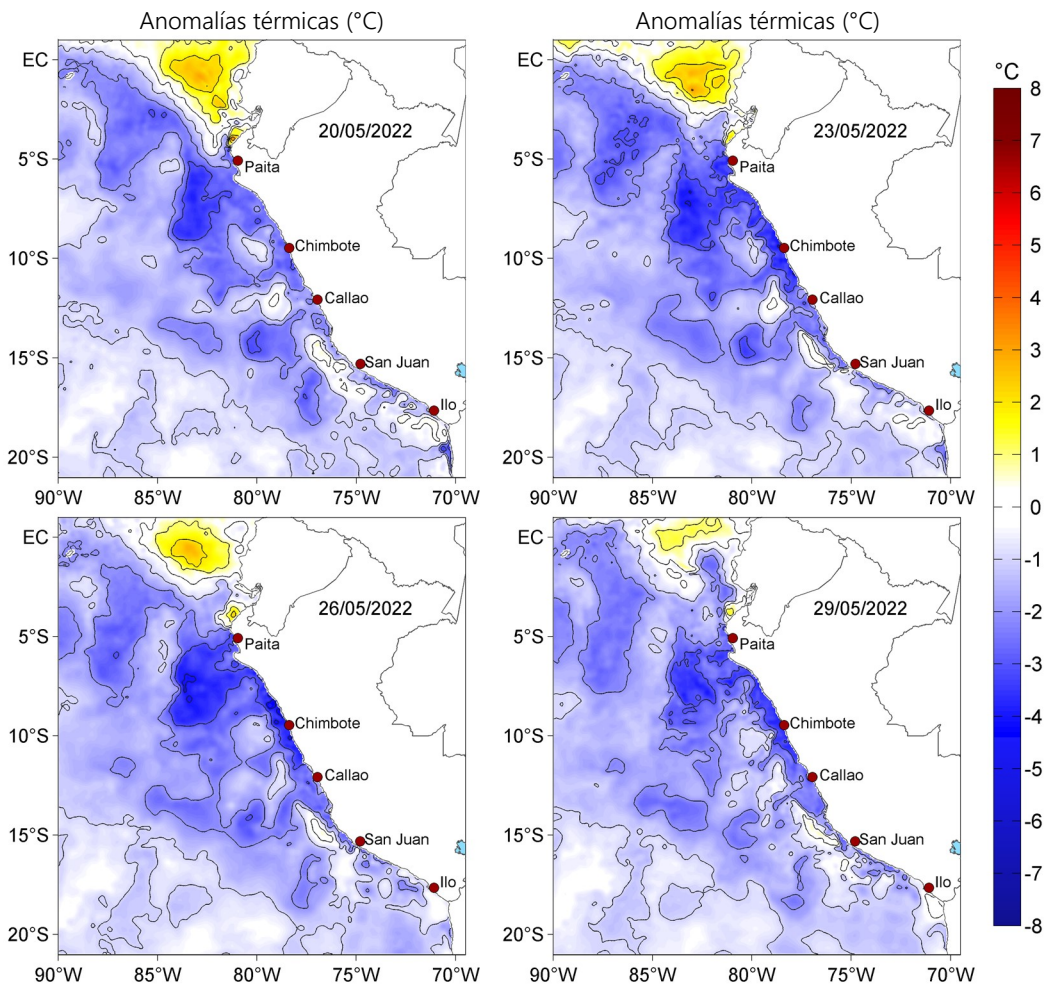 Anomalías térmicas (°C)
Anomalías térmicas (°C)
EC
5°S
10°S
15°S
20°S
20/05/2022
Paita
Chimbote
Callao
San Juan
Ilo
90°W 85°W 80°W 75°W 70°W
EC
5°S
10°S
15°S
20°S
23/05/2022
Paita
Chimbote
Callao
San Juan
Ilo
90°W 85°W 80°W 75°W 70°W
EC
5°S
10°S
15°S
20°S
26/05/2022
Paita
Chimbote
Callao
San Juan
Ilo
90°W 85°W 80°W 75°W 70°W
EC
5°S
10°S
15°S
20°S
29/05/2022
Paita
Chimbote
Callao
San Juan
Ilo
90°W 85°W 80°W 75°W 70°W
°C
8
7
6
5
4
3
2
1
0
-1
-2
-3
-4
-5
-6
-7
-8